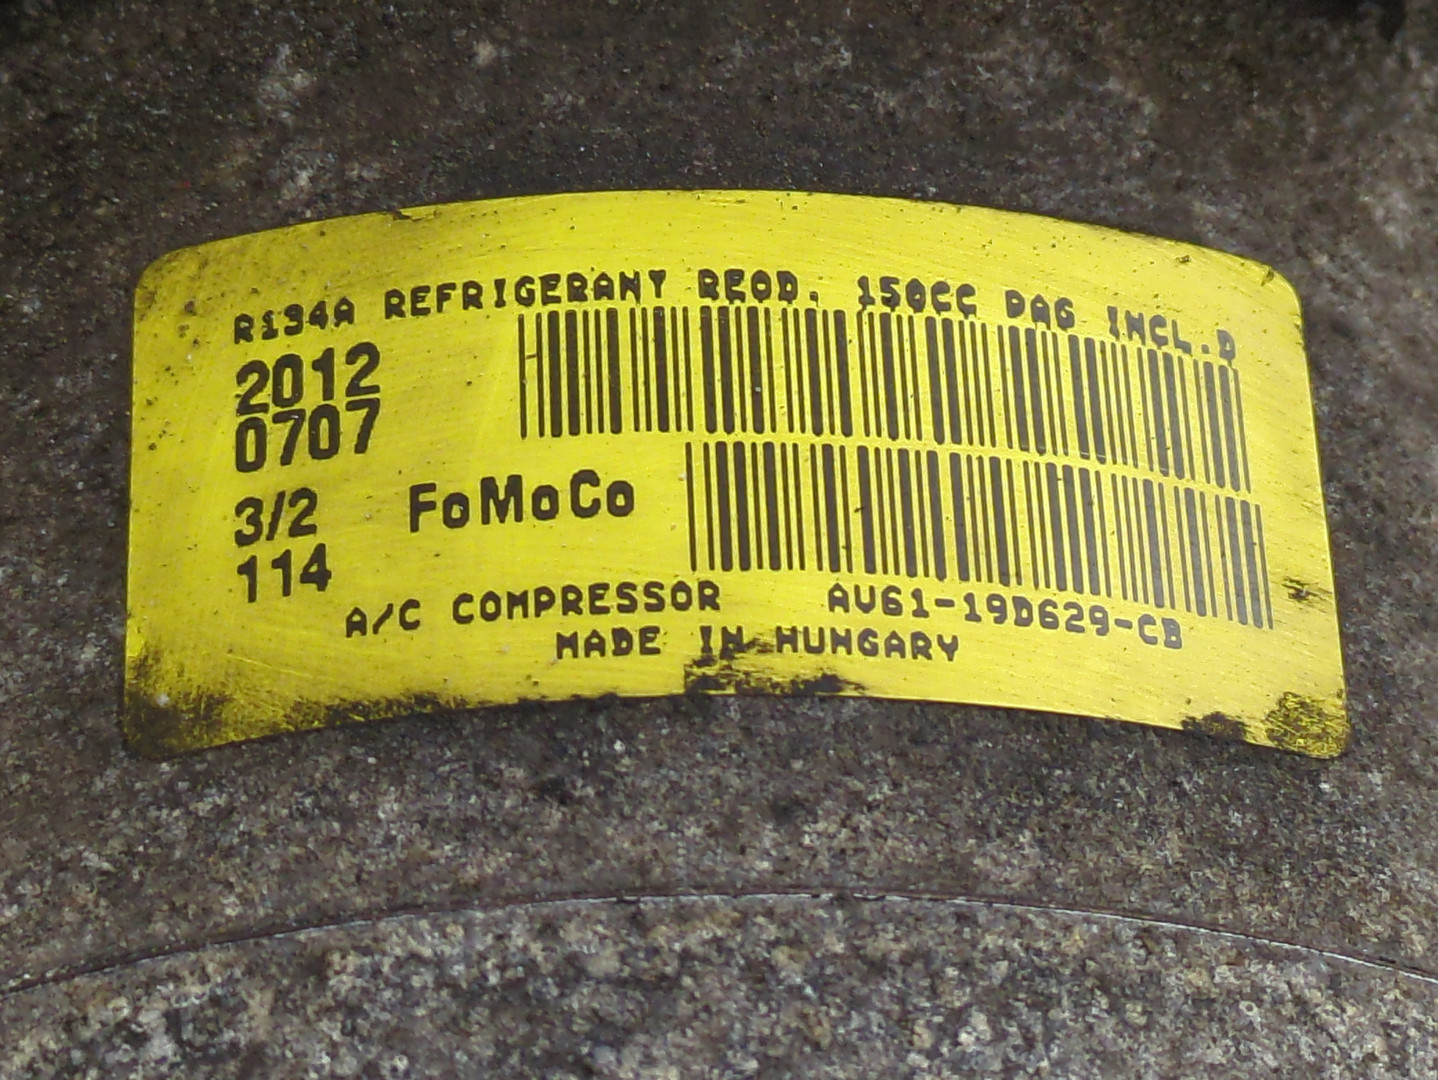 R134A REFRIGERANT REQD. 150CC PAG INCL.D
2012
0707
3/2
114
FoMoCo
A/C COMPRESSOR AV61-19D629-CB
MADE IN HUNGARY